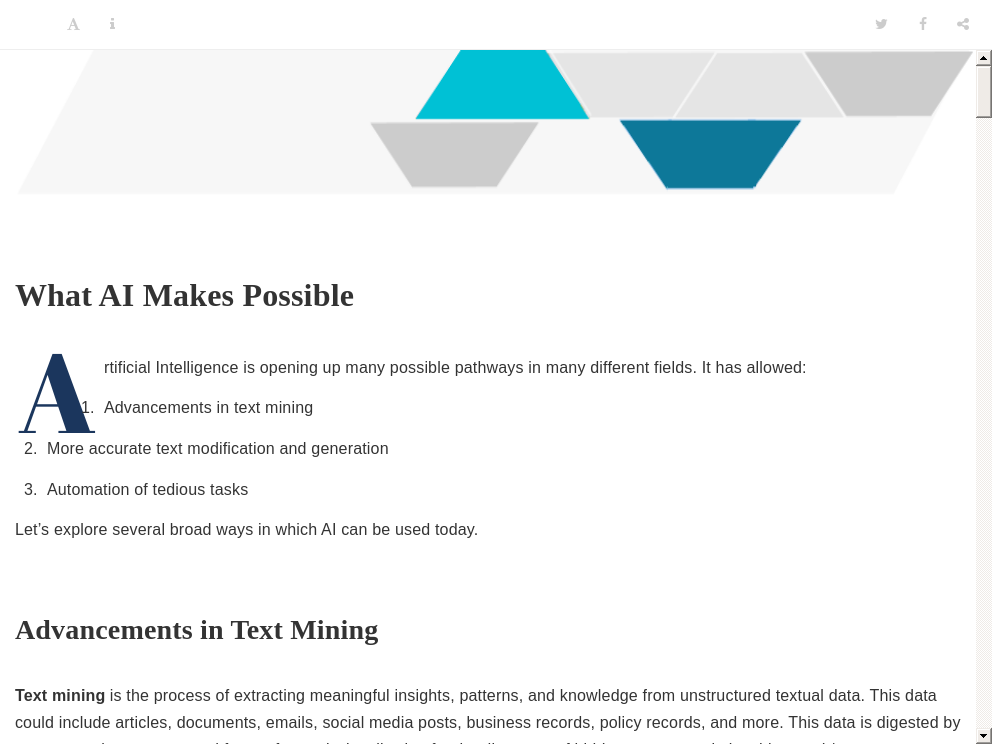 What AI Makes Possible
Artificial Intelligence is opening up many possible pathways in many different fields. It has allowed:
1. Advancements in text mining
2. More accurate text modification and generation
3. Automation of tedious tasks
Let’s explore several broad ways in which AI can be used today.
Advancements in Text Mining
Text mining is the process of extracting meaningful insights, patterns, and knowledge from unstructured textual data. This data
could include articles, documents, emails, social media posts, business records, policy records, and more. This data is digested by